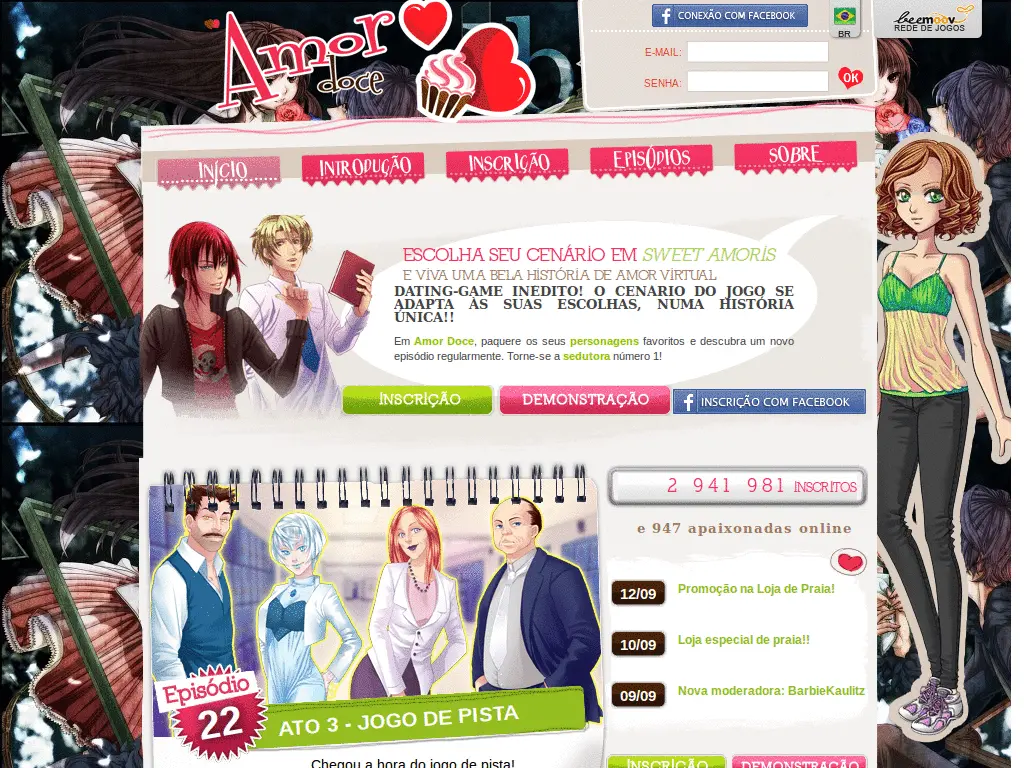 Amor
doce
CONEXÃO COM FACEBOOK
BR
beemoov
REDE DE JOGOS
E-MAIL:
SENHA:
OK
INÍCIO
INTRODUÇÃO
INSCRIÇÃO
EPISÓDIOS
SOBRE
ESCOLHA SEU CENÁRIO EM SWEET AMORIS
E VIVA UMA BELA HISTÓRIA DE AMOR VIRTUAL
DATING-GAME INEDITO! O CENARIO DO JOGO SE
ADAPTA ÀS SUAS ESCOLHAS, NUMA HISTÓRIA
ÚNICA!!
Em Amor Doce, paquere os seus personagens favoritos e descubra um novo
episódio regularmente. Torne-se a sedutora número 1!
INSCRIÇÃO
DEMONSTRAÇÃO
INSCRIÇÃO COM FACEBOOK
2 941 981 INSCRITOS
e 947 apaixonadas online
12/09 Promoção na Loja de Praia!
10/09 Loja especial de praia!!
09/09 Nova moderadora: BarbieKaulitz
Episódio
22
ATO 3 - JOGO DE PISTA
Chegou a hora do jogo de pista!
INSCRIÇÃO
DEMONSTRAÇÃO